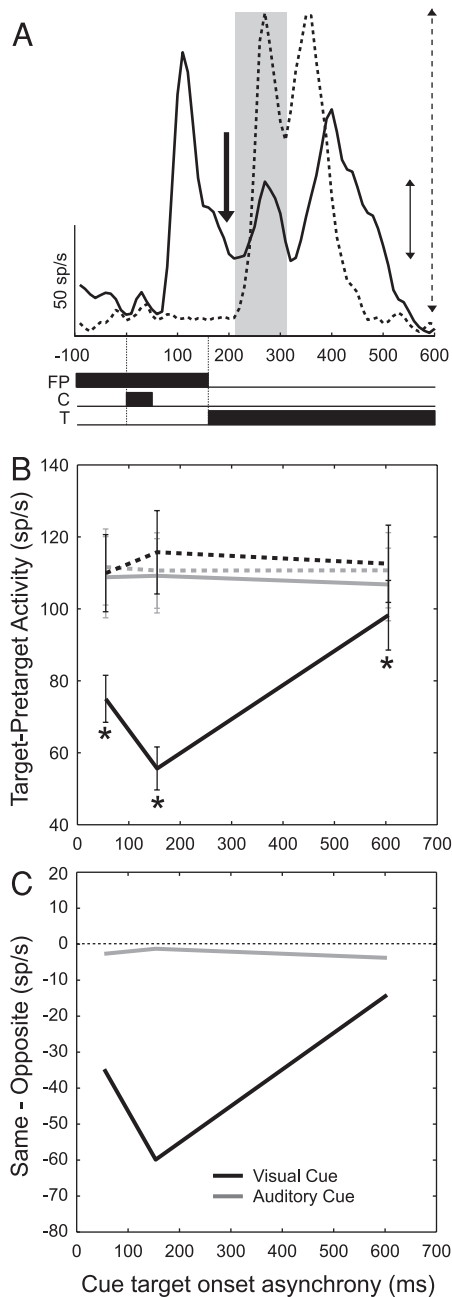 A
50 sp/s
-100 100 200 300 400 500 600
FP
C
T
B
140
120
100
80
60
40
Target-Pretarget Activity (sp/s)
*
*
*
0 100 200 300 400 500 600 700
C
20
10
0
-10
-20
-30
-40
-50
-60
-70
-80
Same - Opposite (sp/s)
Visual Cue
Auditory Cue
0 100 200 300 400 500 600 700
Cue target onset asynchrony (ms)